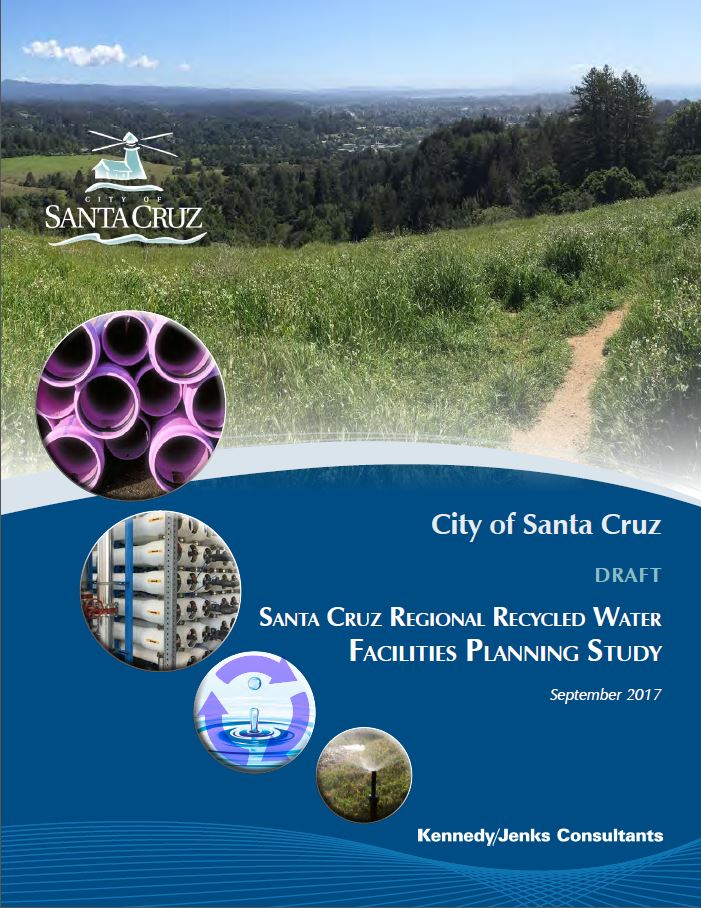 CITY OF
SANTA CRUZ
City of Santa Cruz
DRAFT
SANTA CRUZ REGIONAL RECYCLED WATER
FACILITIES PLANNING STUDY
September 2017
Kennedy/Jenks Consultants